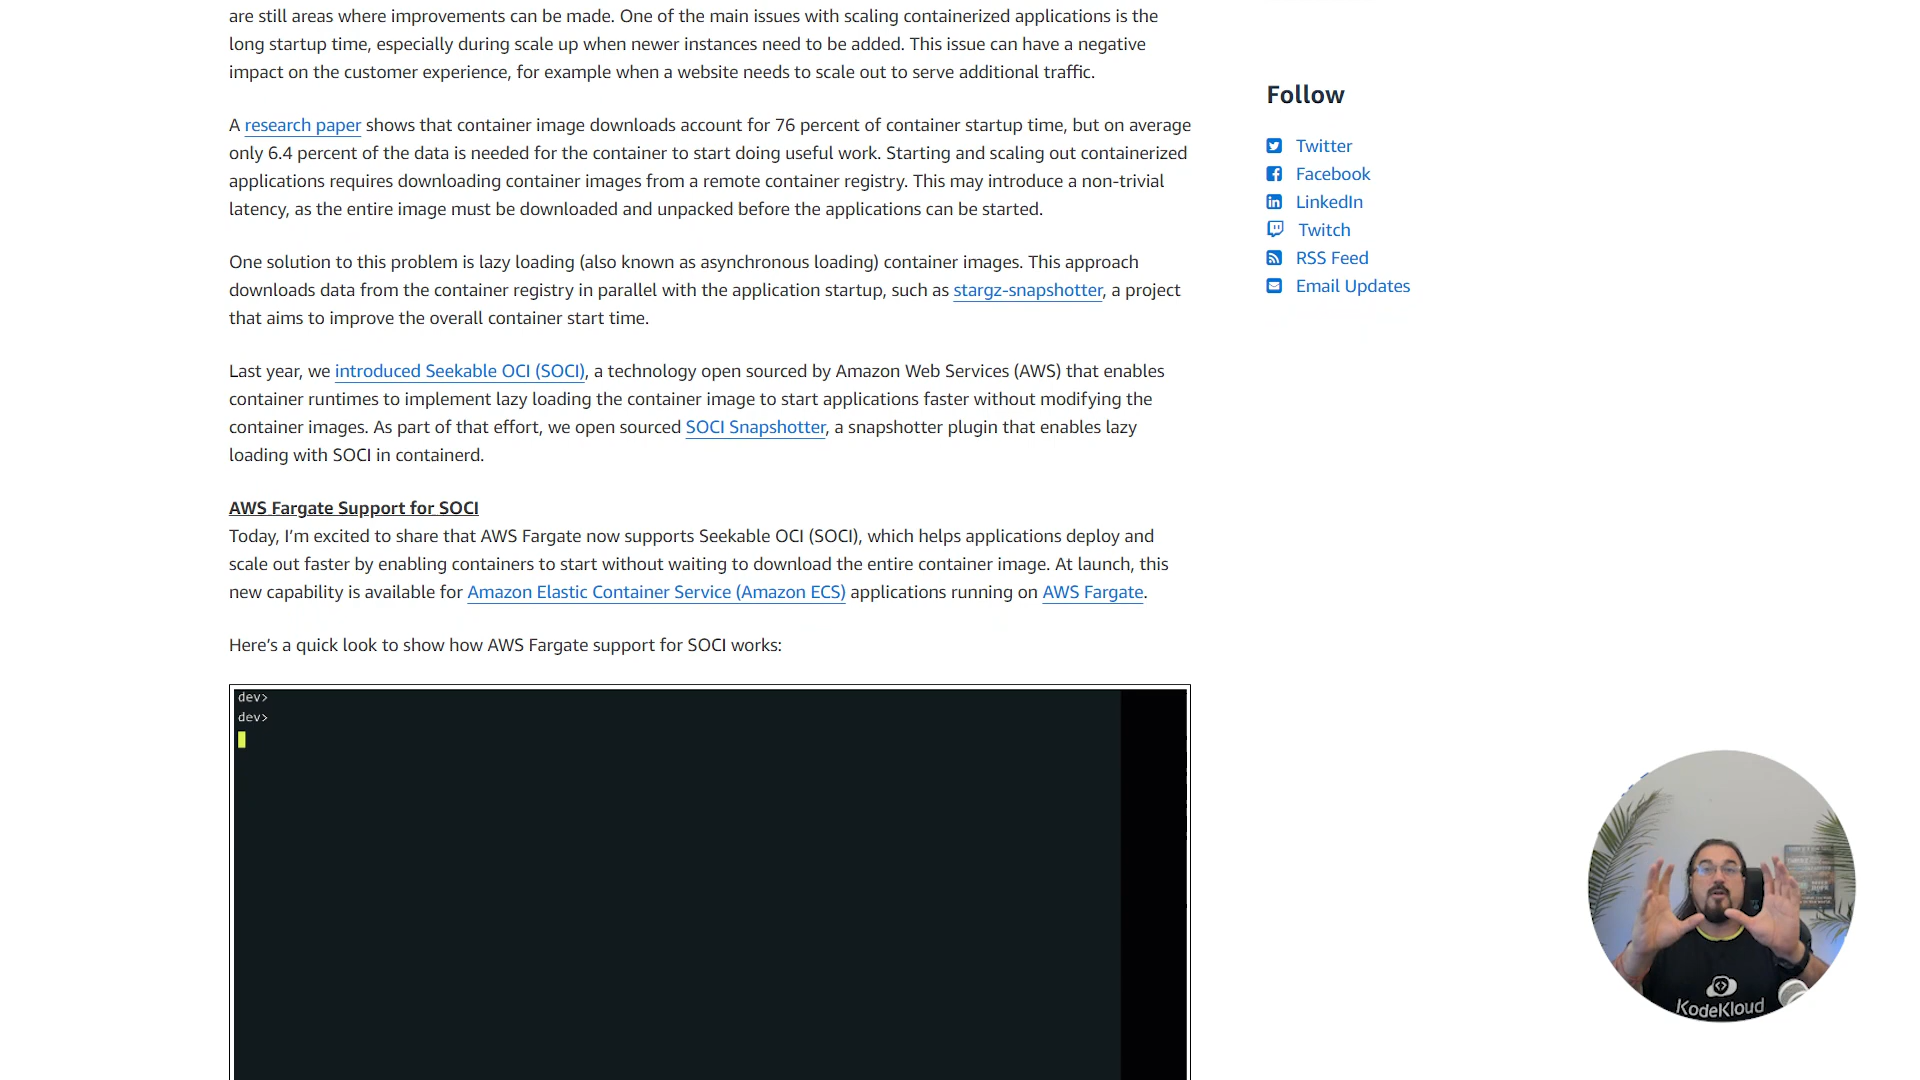 are still areas where improvements can be made. One of the main issues with scaling containerized applications is the
long startup time, especially during scale up when newer instances need to be added. This issue can have a negative
impact on the customer experience, for example when a website needs to scale out to serve additional traffic.
A research paper shows that container image downloads account for 76 percent of container startup time, but on average
only 6.4 percent of the data is needed for the container to start doing useful work. Starting and scaling out containerized
applications requires downloading container images from a remote container registry. This may introduce a non-trivial
latency, as the entire image must be downloaded and unpacked before the applications can be started.
One solution to this problem is lazy loading (also known as asynchronous loading) container images. This approach
downloads data from the container registry in parallel with the application startup, such as stargz-snapshotter, a project
that aims to improve the overall container start time.
Last year, we introduced Seekable OCI (SOCI), a technology open sourced by Amazon Web Services (AWS) that enables
container runtimes to implement lazy loading the container image to start applications faster without modifying the
container images. As part of that effort, we open sourced SOCI Snapshotter, a snapshotter plugin that enables lazy
loading with SOCI in containerd.
AWS Fargate Support for SOCI
Today, I’m excited to share that AWS Fargate now supports Seekable OCI (SOCI), which helps applications deploy and
scale out faster by enabling containers to start without waiting to download the entire container image. At launch, this
new capability is available for Amazon Elastic Container Service (Amazon ECS) applications running on AWS Fargate.
Here’s a quick look to show how AWS Fargate support for SOCI works:
dev>
dev>
Follow
Twitter
Facebook
LinkedIn
Twitch
RSS Feed
Email Updates
KodeKloud